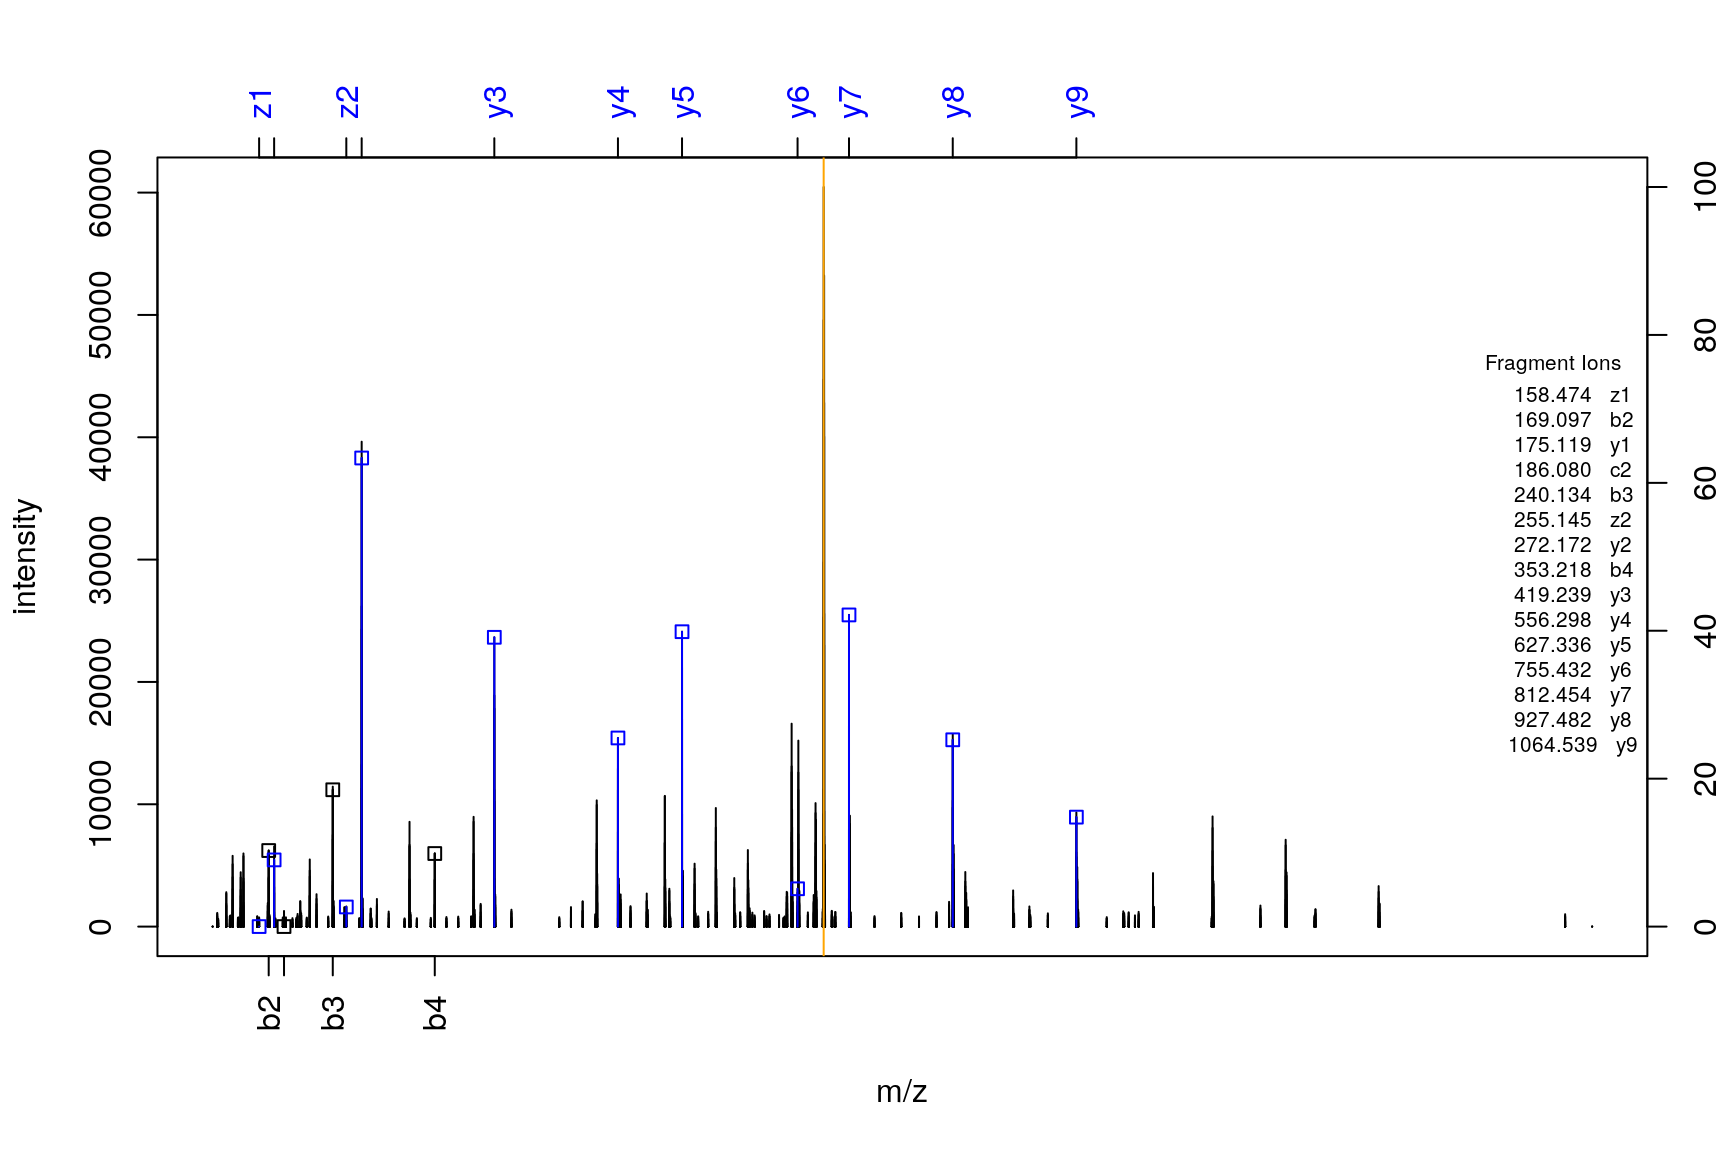 z1 z2 y3 y4 y5 y6 y7 y8 y9
60000
50000
40000
30000
20000
10000
0
intensity
100
80
60
40
20
0
Fragment Ions
158.474 z1
169.097 b2
175.119 y1
186.080 c2
240.134 b3
255.145 z2
272.172 y2
353.218 b4
419.239 y3
556.298 y4
627.336 y5
755.432 y6
812.454 y7
927.482 y8
1064.539 y9
b2 b3 b4
m/z